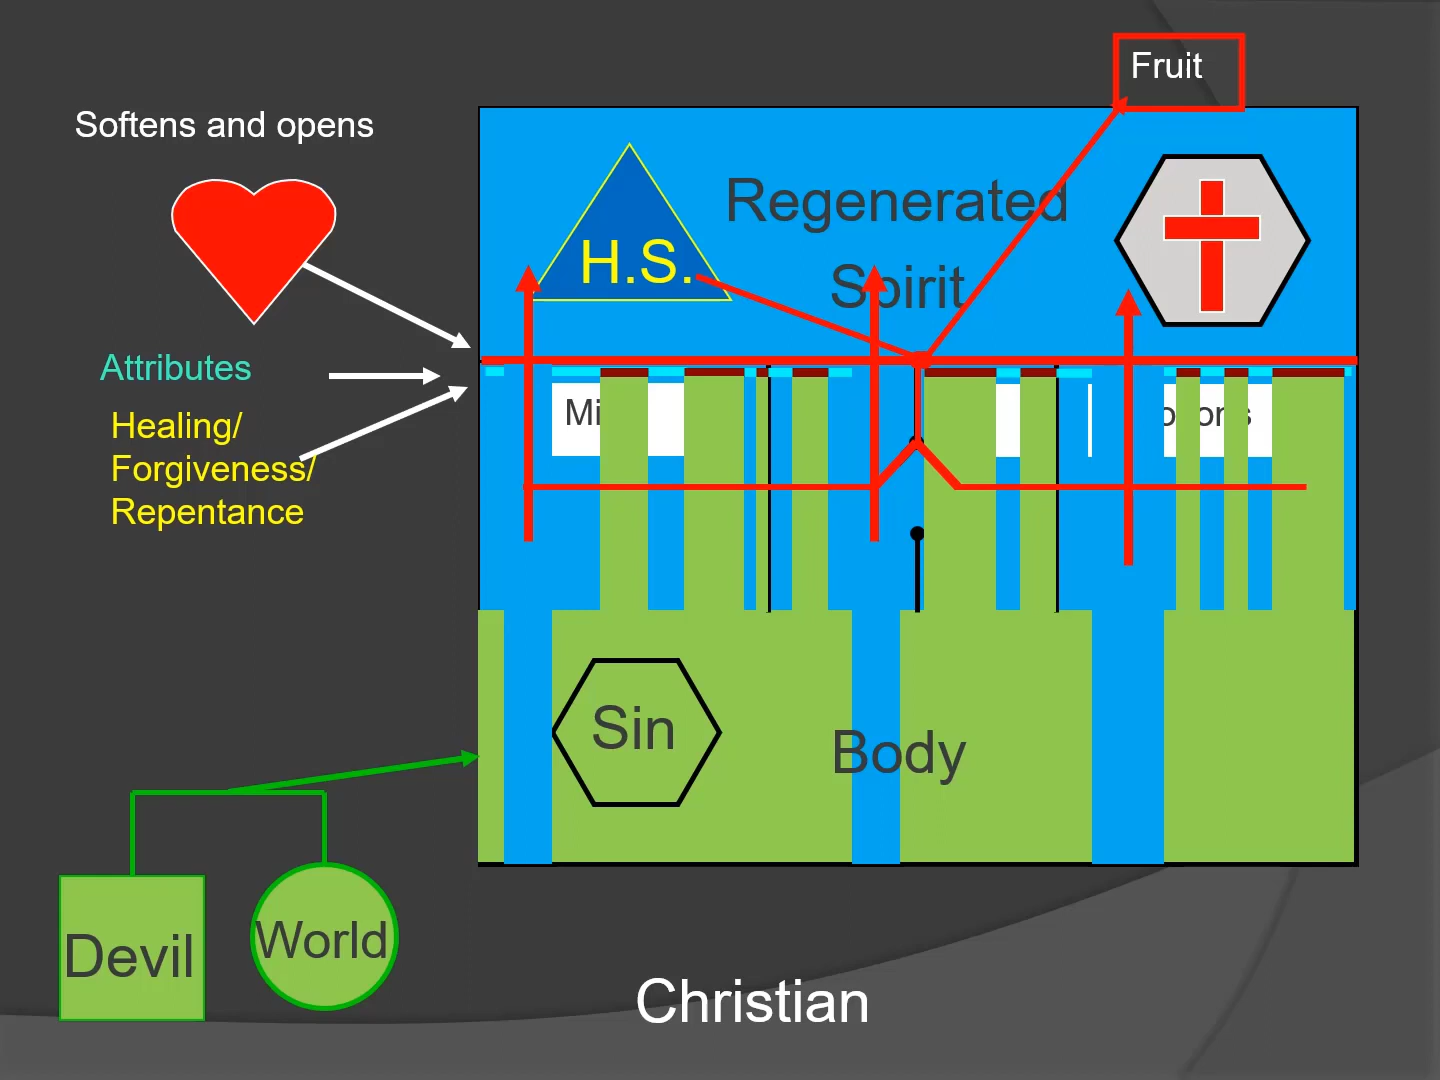 Fruit
Softens and opens
Regenerated
Spirit
H.S.
Attributes
Healing/
Forgiveness/
Repentance
Sin
Body
Devil
World
Christian